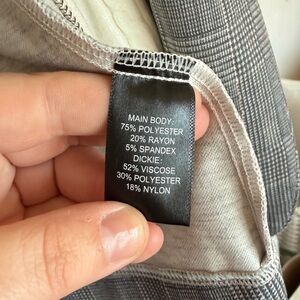 MAIN BODY:
75% POLYESTER
20% RAYON
5% SPANDEX
DICKIE:
52% VISCOSE
30% POLYESTER
18% NYLON